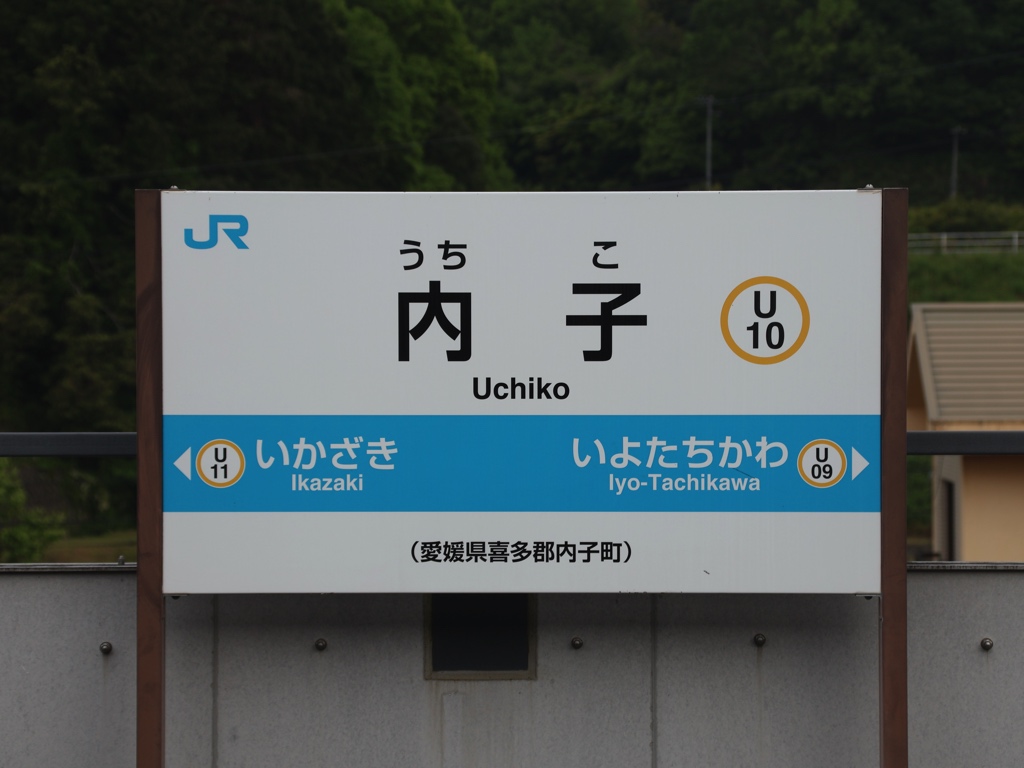 JR
うち こ
内 子
U
10
Uchiko
U
11
いかざき
Ikazaki
いよたちかわ
Iyo-Tachikawa
U
09
（愛媛県喜多郡内子町）